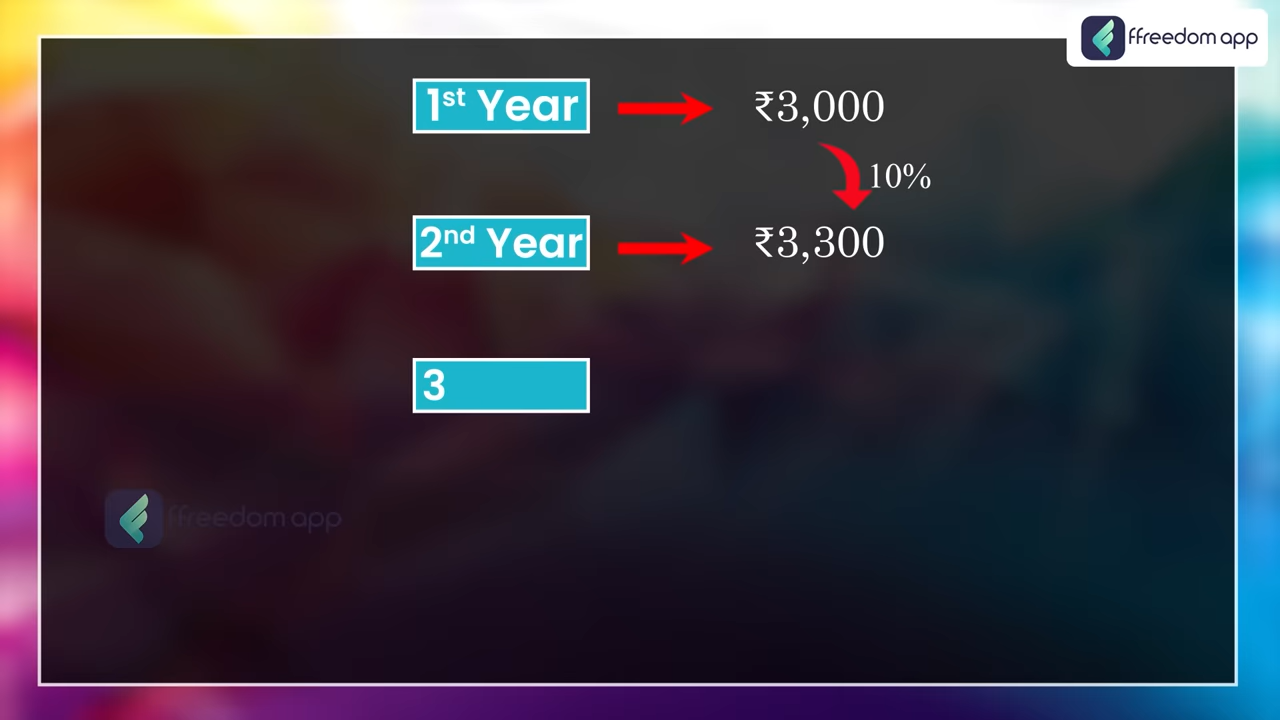 ffreedom app
1st Year ₹3,000
10%
2nd Year ₹3,300
3
ffreedom app